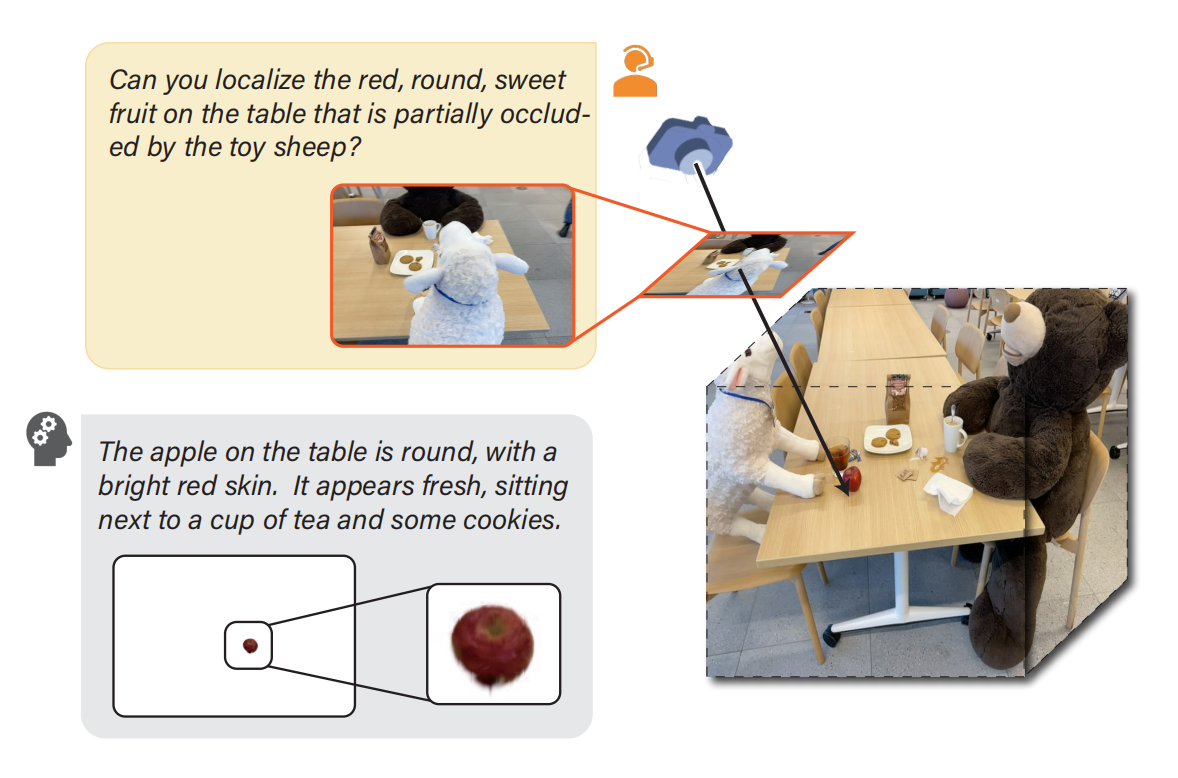 Can you localize the red, round, sweet
fruit on the table that is partially occlud-
ed by the toy sheep?
The apple on the table is round, with a
bright red skin. It appears fresh, sitting
next to a cup of tea and some cookies.